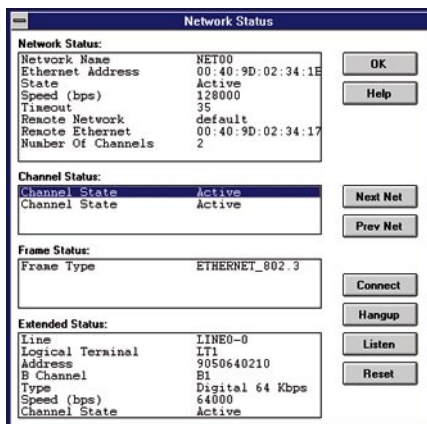 Network Status
Network Status:
Network Name NET00
Ethernet Address 00:40:9D:02:34:1E
State Active
Speed (bps) 128000
Timeout 35
Remote Network default
Remote Ethernet 00:40:9D:02:34:17
Number Of Channels 2
OK
Help
Channel Status:
Channel State Active
Channel State Active
Next Net
Prev Net
Frame Status:
Frame Type ETHERNET_802.3
Connect
Hangup
Listen
Reset
Extended Status:
Line LINE0-0
Logical Terminal LT1
Address 9050640210
B Channel B1
Type Digital 64 Kbps
Speed (bps) 64000
Channel State Active